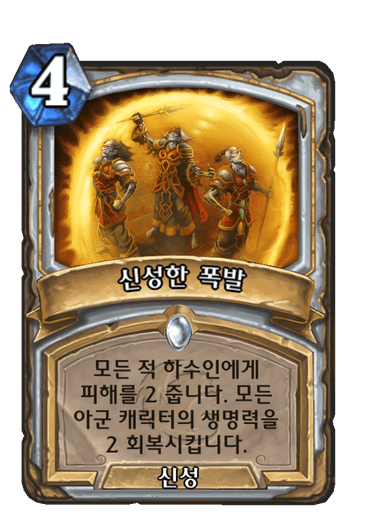 4
신성한 폭발
모든 적 하수인에게
피해를 2 줍니다. 모든
아군 캐릭터의 생명력을
2 회복시킵니다.
신성